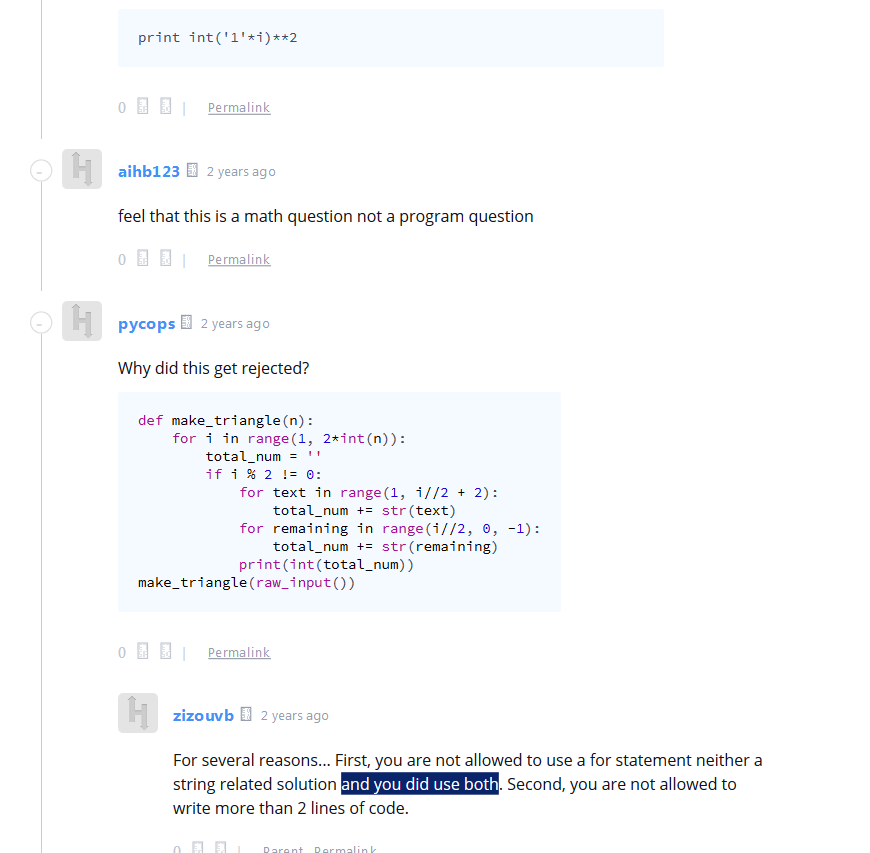 print int('1'*i)**2
0 | Permalink
aihb123 2 years ago
feel that this is a math question not a program question
0 | Permalink
pycops 2 years ago
Why did this get rejected?
def make_triangle(n):
    for i in range(1, 2*int(n)):
        total_num = ''
        if i % 2 != 0:
            for text in range(1, i//2 + 2):
                total_num += str(text)
            for remaining in range(i//2, 0, -1):
                total_num += str(remaining)
            print(int(total_num))
make_triangle(raw_input())
0 | Permalink
zizouvb 2 years ago
For several reasons... First, you are not allowed to use a for statement neither a
string related solution and you did use both. Second, you are not allowed to
write more than 2 lines of code.
0 | Parent Permalink